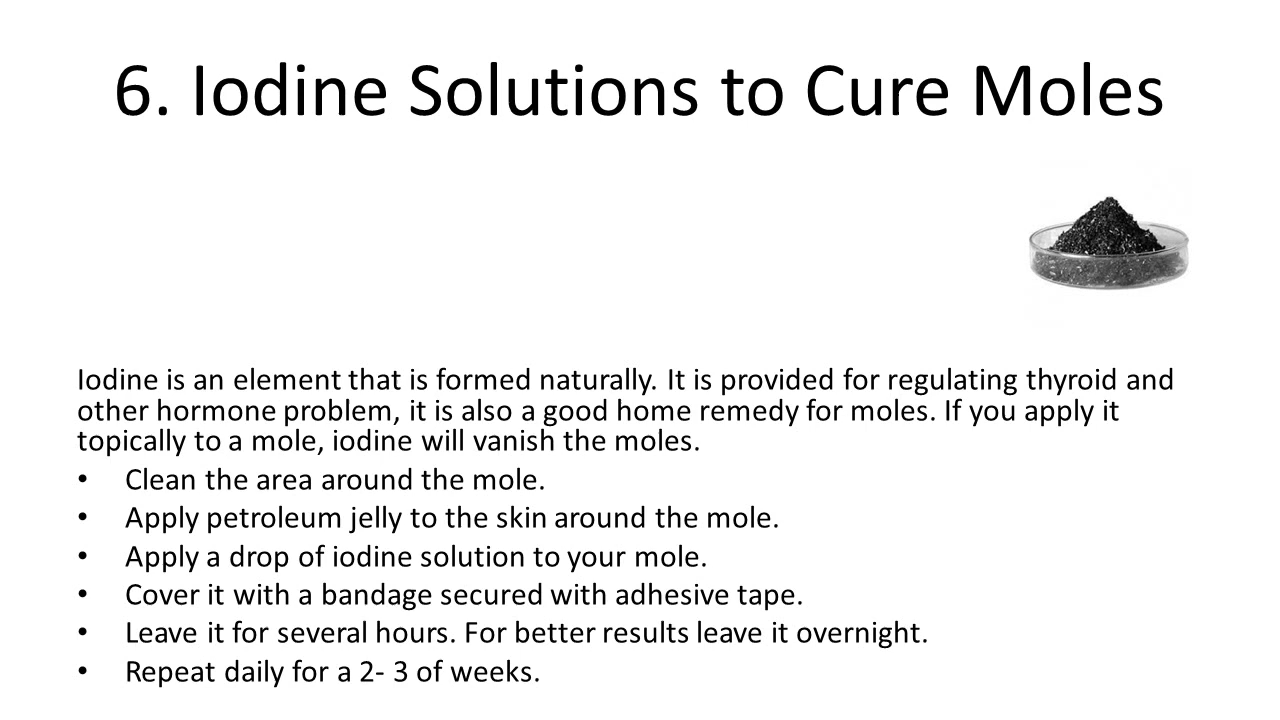 6. Iodine Solutions to Cure Moles
Iodine is an element that is formed naturally. It is provided for regulating thyroid and
other hormone problem, it is also a good home remedy for moles. If you apply it
topically to a mole, iodine will vanish the moles.
• Clean the area around the mole.
• Apply petroleum jelly to the skin around the mole.
• Apply a drop of iodine solution to your mole.
• Cover it with a bandage secured with adhesive tape.
• Leave it for several hours. For better results leave it overnight.
• Repeat daily for a 2- 3 of weeks.